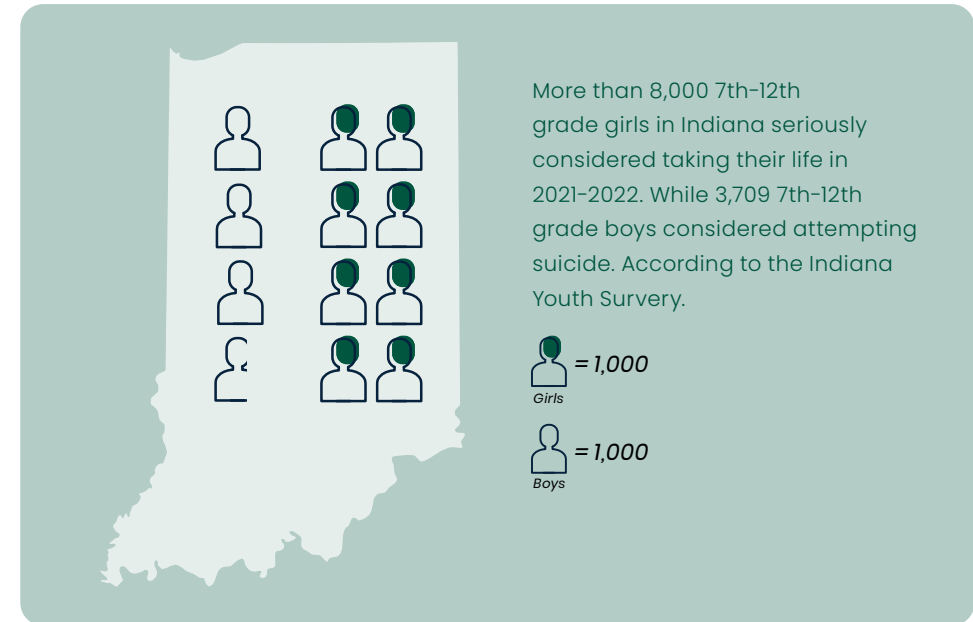 More than 8,000 7th-12th
grade girls in Indiana seriously
considered taking their life in
2021-2022. While 3,709 7th-12th
grade boys considered attempting
suicide. According to the Indiana
Youth Survery.
= 1,000
Girls
= 1,000
Boys